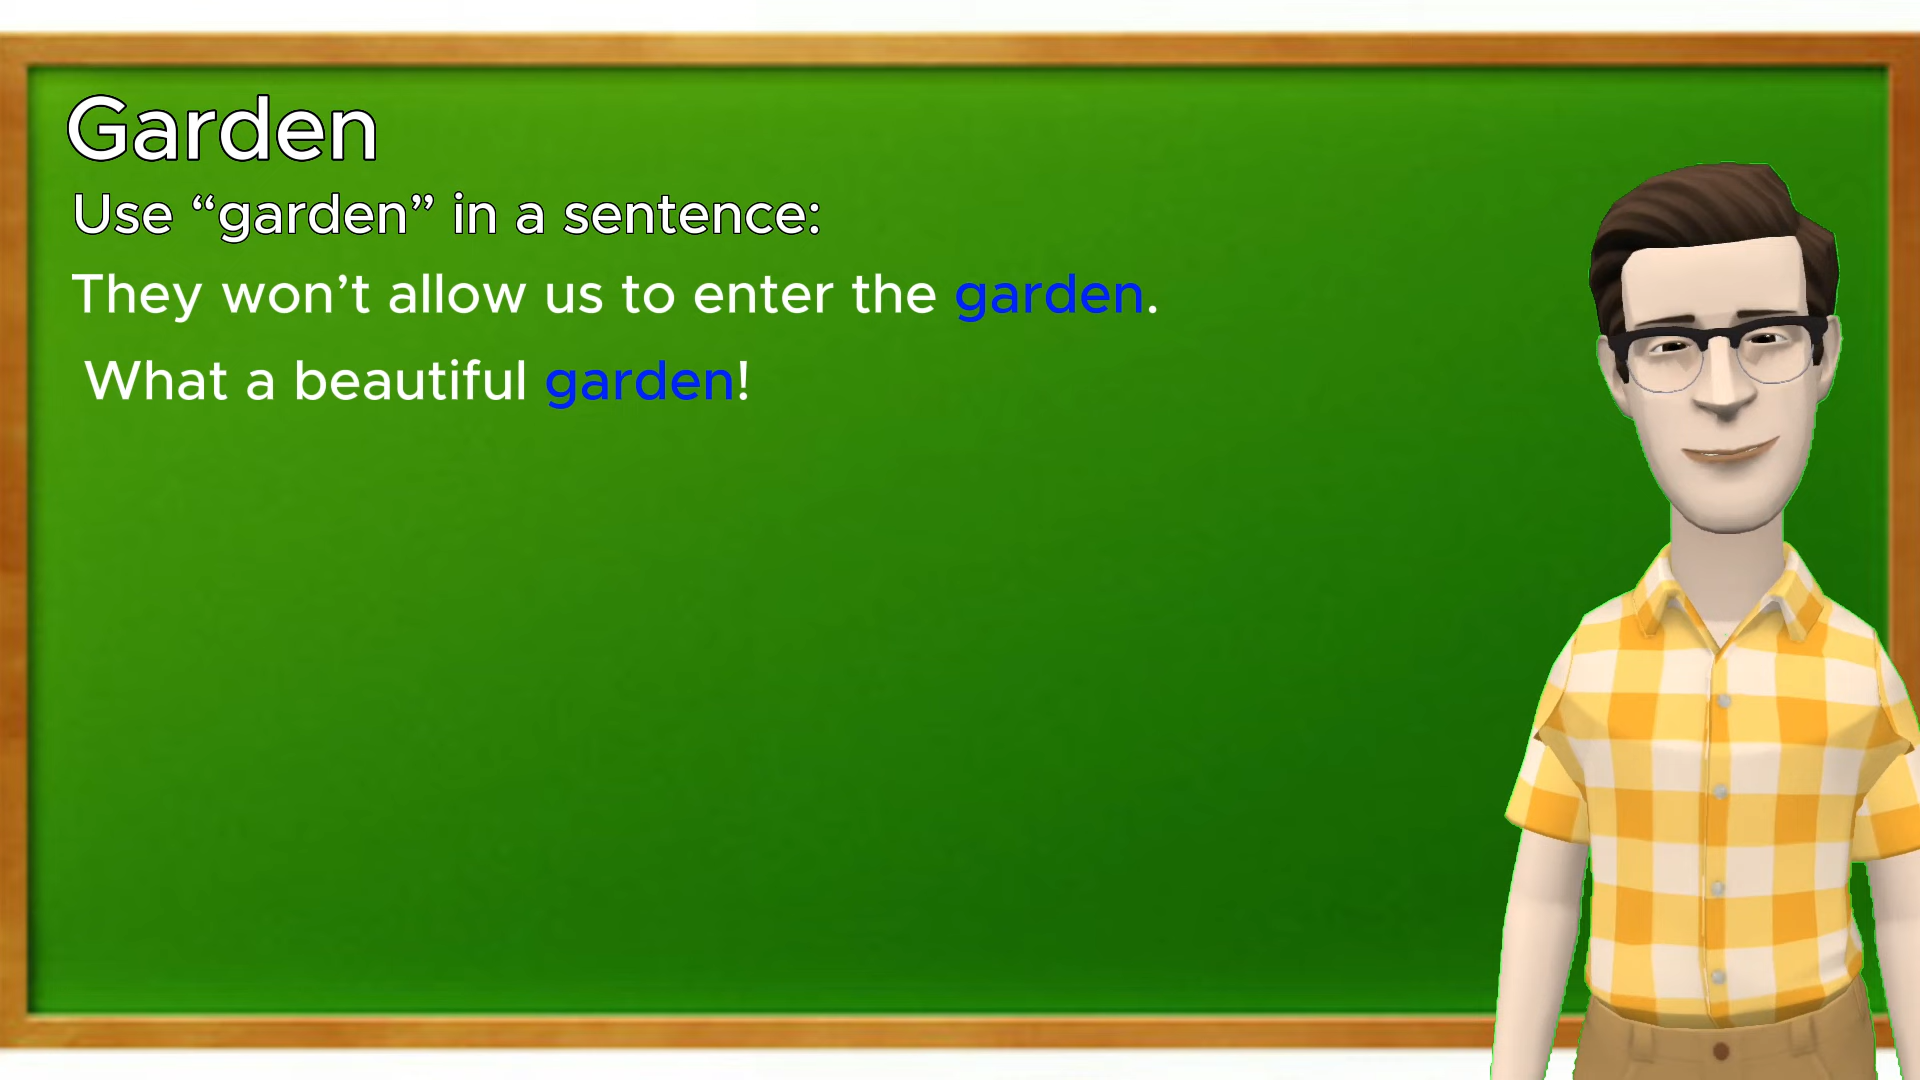 Garden
Use “garden” in a sentence:
They won’t allow us to enter the garden.
What a beautiful garden!